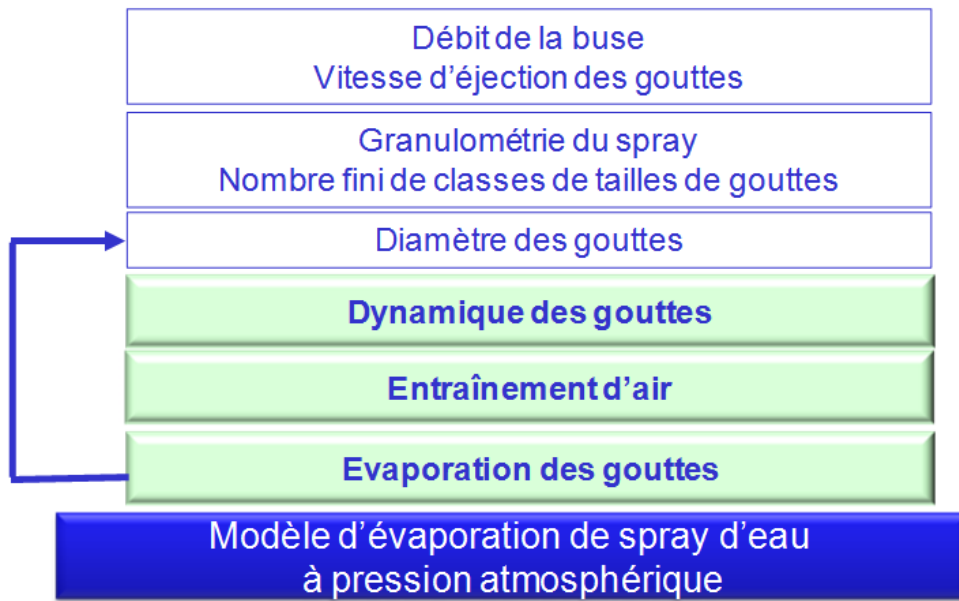 Débit de la buse
Vitesse d'éjection des gouttes
Granulométrie du spray
Nombre fini de classes de tailles de gouttes
Diamètre des gouttes
Dynamique des gouttes
Entraînement d'air
Evaporation des gouttes
Modèle d'évaporation de spray d'eau
à pression atmosphérique